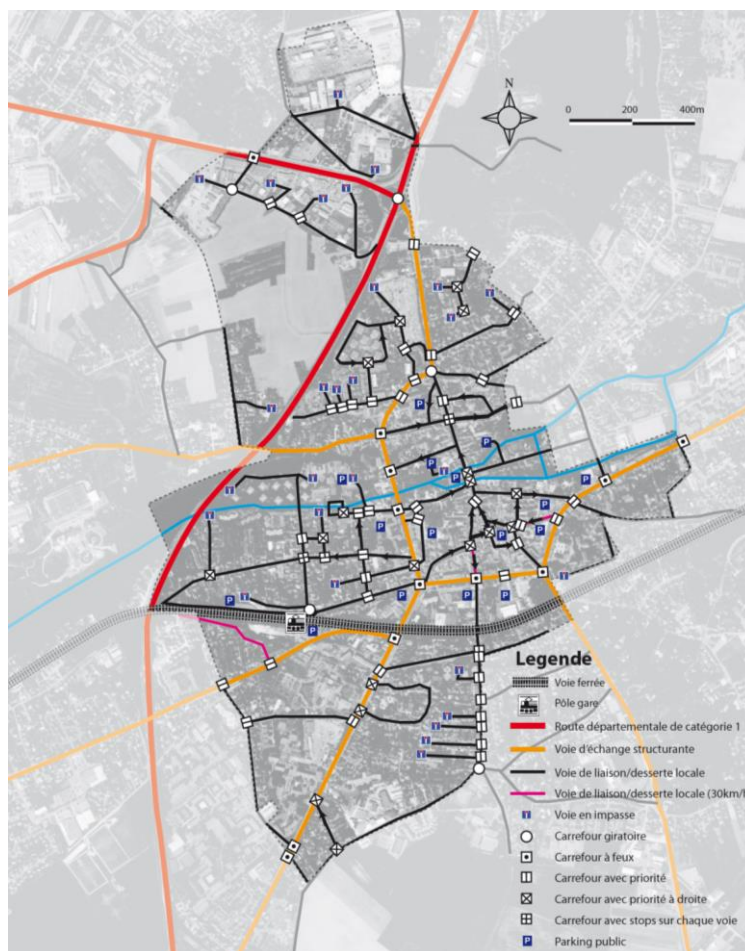 N
0 200 400m
Legende
Voie ferrée
Pôle gare
Route départementale de catégorie 1
Voie d'échange structurante
Voie de liaison/desserte locale
Voie de liaison/desserte locale (30km/h
Voie en impasse
Carrefour giratoire
Carrefour à feux
Carrefour avec priorité
Carrefour avec priorité à droite
Carrefour avec stops sur chaque voie
P Parking public